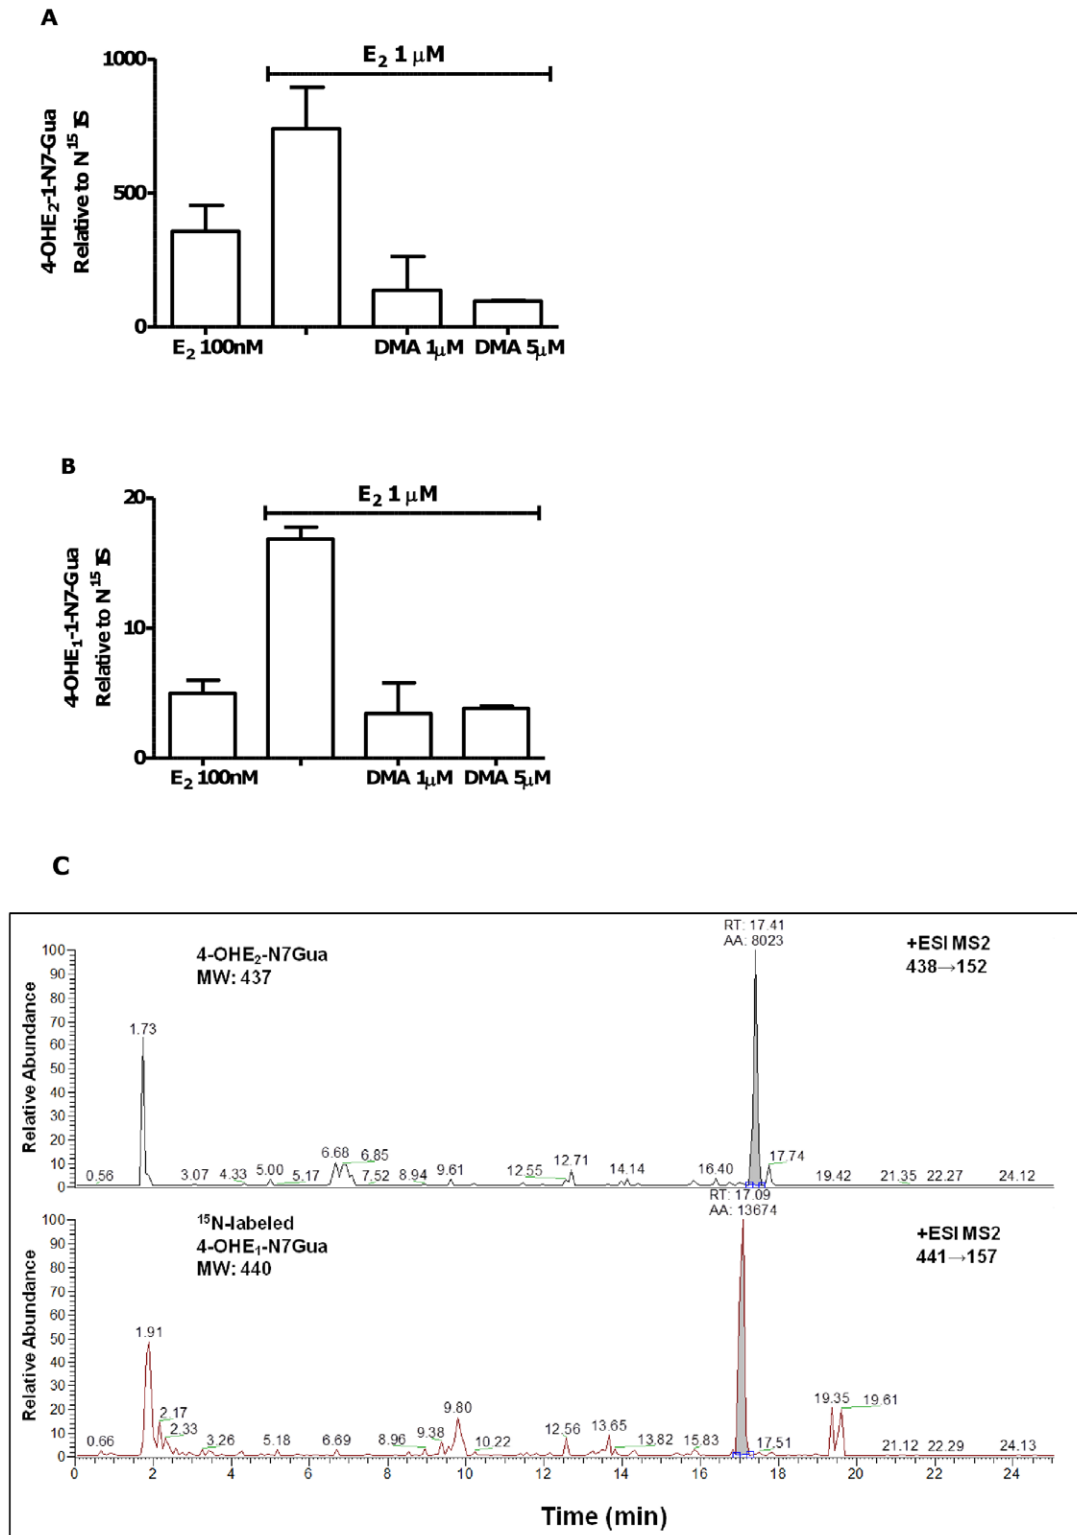 A
E₂ 1 μM
1000
500
0
4-OHE₂-1-N7-Gua
Relative to N¹⁵ IS
E₂ 100nM
DMA 1μM
DMA 5μM
B
E₂ 1 μM
20
10
0
4-OHE₁-1-N7-Gua
Relative to N¹⁵ IS
E₂ 100nM
DMA 1μM
DMA 5μM
C
RT: 17.41
AA: 8023
4-OHE₂-N7Gua
MW: 437
+ESI MS2
438→152
Relative Abundance
100
90
80
70
60
50
40
30
20
10
0
0.56
1.73
3.07
4.33
5.00
5.17
6.68
6.85
7.52
8.94
9.61
12.55
12.71
14.14
16.40
17.74
19.42
21.35
22.27
24.12
RT: 17.09
AA: 13674
¹⁵N-labeled
4-OHE₁-N7Gua
MW: 440
+ESI MS2
441→157
Relative Abundance
100
90
80
70
60
50
40
30
20
10
0
0.66
1.91
2.17
2.33
3.26
5.18
6.69
8.96
9.38
9.80
10.22
12.56
13.65
13.82
15.83
17.51
19.35
19.61
21.12
22.29
24.13
0 2 4 6 8 10 12 14 16 18 20 22 24
Time (min)